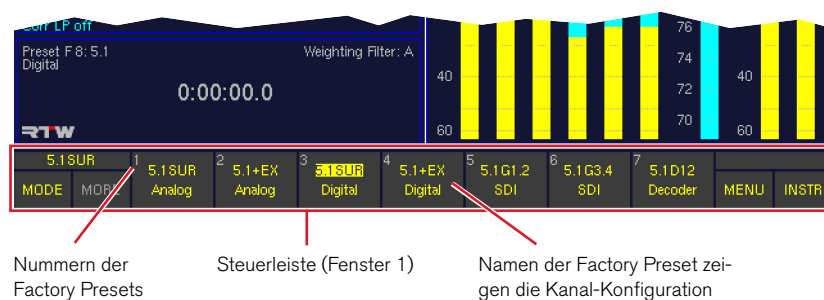 Corr LP off
Preset F 8: 5.1
Digital
Weighting Filter: A
0:00:00.0
RTW
40
60
76
74
72
70
40
60
5.1SUR
MODE
MORE
1
5.1SUR
Analog
2
5.1+EX
Analog
3
5.1SUR
Digital
4
5.1+EX
Digital
5
5.1G1.2
SDI
6
5.1G3.4
SDI
7
5.1D12
Decoder
MENU
INSTR
Nummern der
Factory Presets
Steuerleiste (Fenster 1)
Namen der Factory Preset zei-
gen die Kanal-Konfiguration